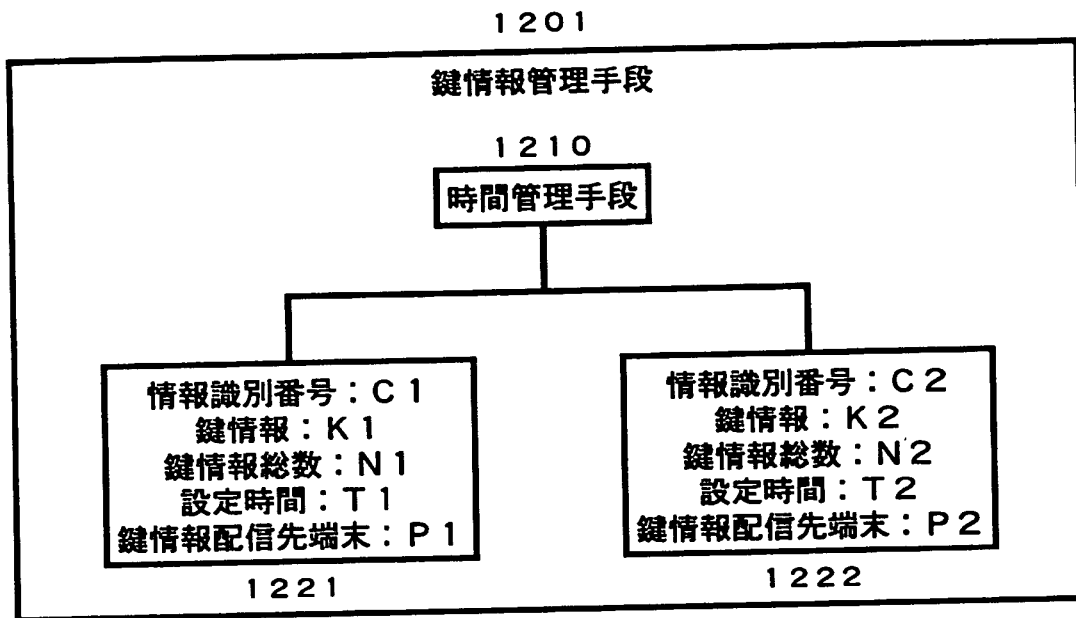 １２０１
鍵情報管理手段
１２１０
時間管理手段
情報識別番号：Ｃ１
鍵情報：Ｋ１
鍵情報総数：Ｎ１
設定時間：Ｔ１
鍵情報配信先端末：Ｐ１
１２２１
情報識別番号：Ｃ２
鍵情報：Ｋ２
鍵情報総数：Ｎ２
設定時間：Ｔ２
鍵情報配信先端末：Ｐ２
１２２２